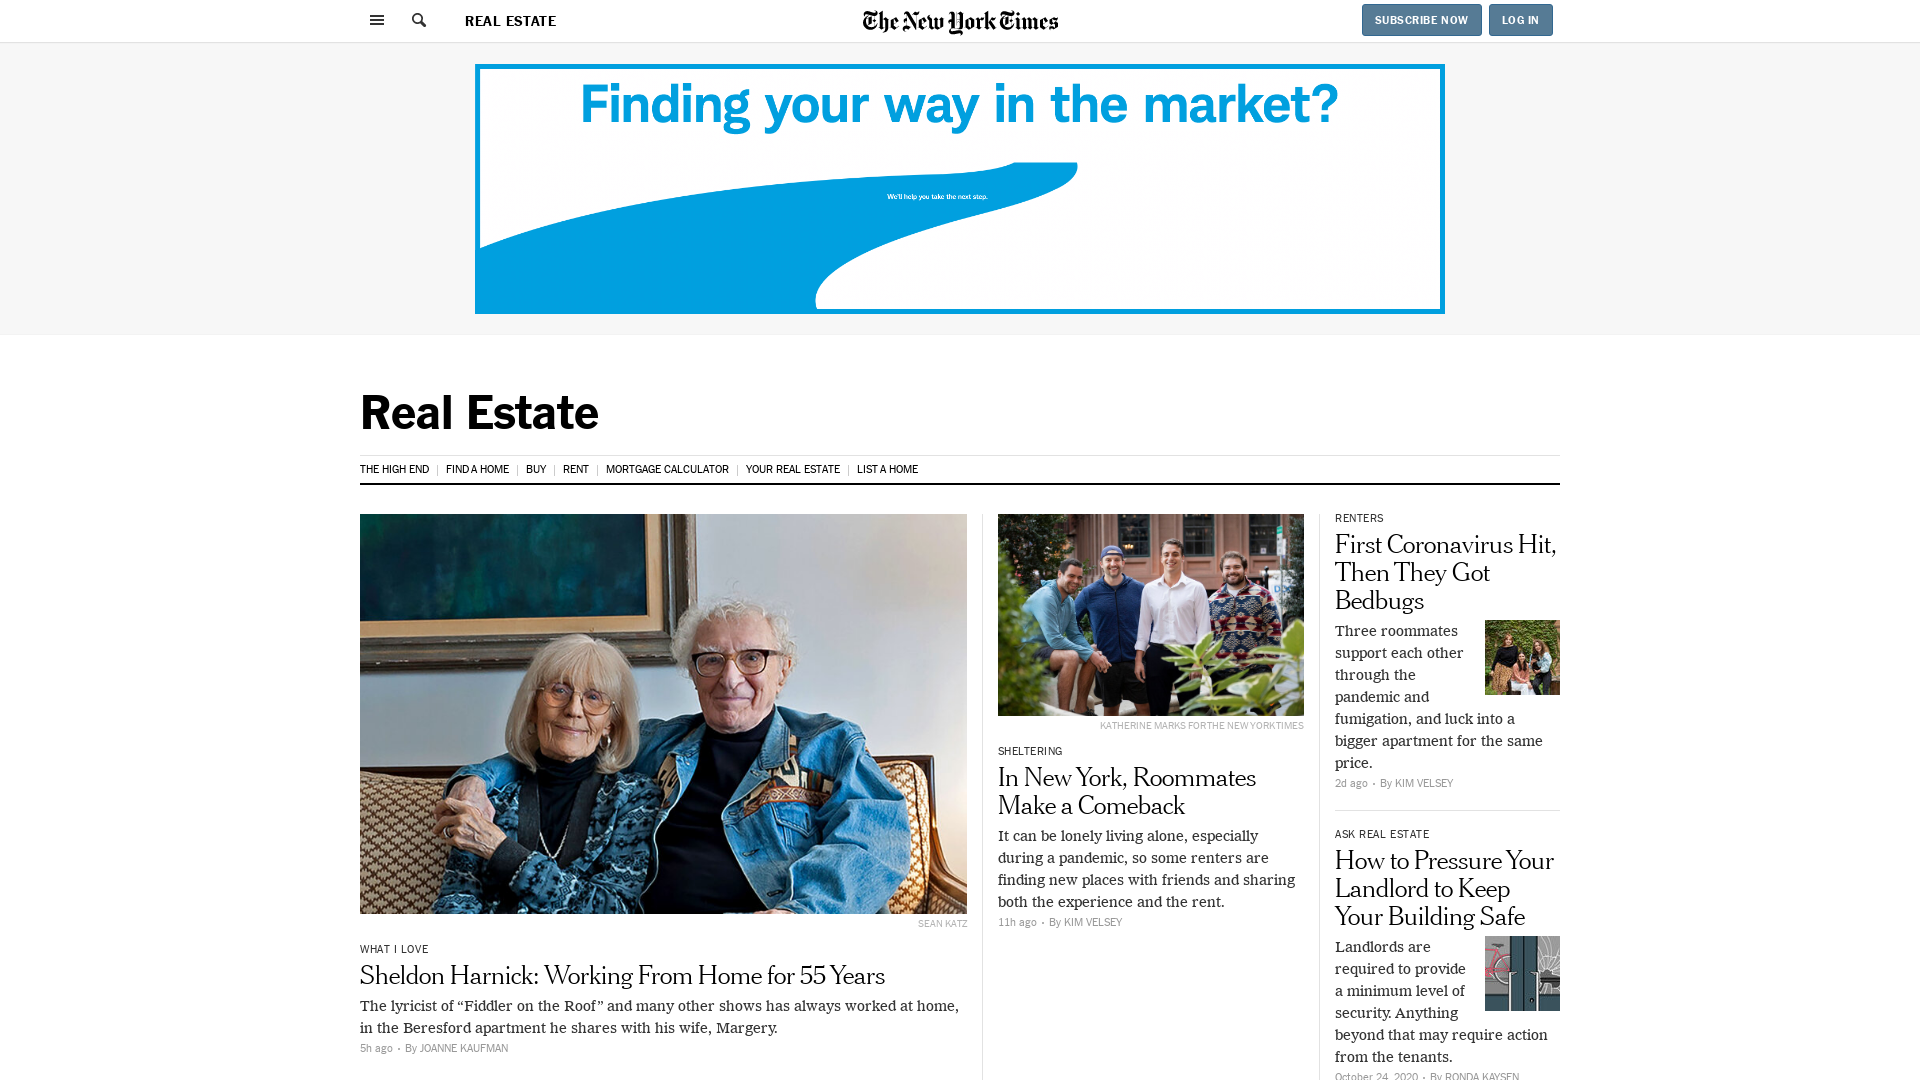 REAL ESTATE
The New York Times
SUBSCRIBE NOW
LOG IN
Finding your way in the market?
We'll help you take the next step.
Real Estate
THE HIGH END
FIND A HOME
BUY
RENT
MORTGAGE CALCULATOR
YOUR REAL ESTATE
LIST A HOME
SEAN KATZ
WHAT I LOVE
Sheldon Harnick: Working From Home for 55 Years
The lyricist of “Fiddler on the Roof” and many other shows has always worked at home,
in the Beresford apartment he shares with his wife, Margery.
5h ago • By JOANNE KAUFMAN
KATHERINE MARKS FOR THE NEW YORK TIMES
SHELTERING
In New York, Roommates
Make a Comeback
It can be lonely living alone, especially
during a pandemic, so some renters are
finding new places with friends and sharing
both the experience and the rent.
11h ago • By KIM VELSEY
RENTERS
First Coronavirus Hit,
Then They Got
Bedbugs
Three roommates
support each other
through the
pandemic and
fumigation, and luck into a
bigger apartment for the same
price.
2d ago • By KIM VELSEY
ASK REAL ESTATE
How to Pressure Your
Landlord to Keep
Your Building Safe
Landlords are
required to provide
a minimum level of
security. Anything
beyond that may require action
from the tenants.
October 24, 2020 • By RONDA KAYSEN